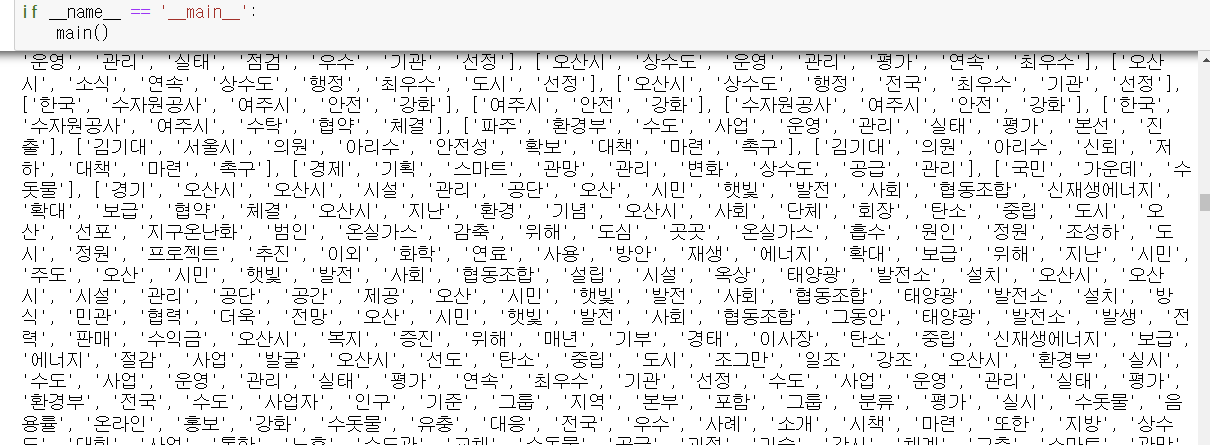 if __name__ == '__main__':
    main()
'운영', '관리', '실태', '점검', '우수', '기관', '선정'], ['오산시', '상수도', '운영', '관리', '평가', '연속', '최우수'], ['오산
시', '소식', '연속', '상수도', '행정', '최우수', '도시', '선정'], ['오산시', '상수도', '행정', '전국', '최우수', '기관', '선정'],
['한국', '수자원공사', '여주시', '안전', '강화'], ['여주시', '안전', '강화'], ['수자원공사', '여주시', '안전', '강화'], ['한국',
'수자원공사', '여주시', '수탁', '협약', '체결'], ['파주', '환경부', '수도', '사업', '운영', '관리', '실태', '평가', '본선', '진
출'], ['김기대', '서울시', '의원', '아리수', '안전성', '확보', '대책', '마련', '촉구'], ['김기대', '의원', '아리수', '신뢰', '저
하', '대책', '마련', '촉구'], ['경제', '기획', '스마트', '관망', '관리', '변화', '상수도', '공급', '관리'], ['국민', '가운데', '수
돗물'], ['경기', '오산시', '오산시', '시설', '관리', '공단', '오산', '시민', '햇빛', '발전', '사회', '협동조합', '신재생에너지',
'확대', '보급', '협약', '체결', '오산시', '지난', '환경', '기념', '오산시', '사회', '단체', '회장', '탄소', '중립', '도시', '오
산', '선포', '지구온난화', '범인', '온실가스', '감축', '위해', '도심', '곳곳', '온실가스', '흡수', '원인', '정원', '조성하', '도
시', '정원', '프로젝트', '추진', '이외', '화학', '연료', '사용', '방안', '재생', '에너지', '확대', '보급', '위해', '지난', '시민',
'주도', '오산', '시민', '햇빛', '발전', '사회', '협동조합', '설립', '시설', '옥상', '태양광', '발전소', '설치', '오산시', '오산
시', '시설', '관리', '공단', '공간', '제공', '오산', '시민', '햇빛', '발전', '사회', '협동조합', '태양광', '발전소', '설치', '방
식', '민관', '협력', '더욱', '전망', '오산', '시민', '햇빛', '발전', '사회', '협동조합', '그동안', '태양광', '발전소', '발생', '전
력', '판매', '수익금', '오산시', '복지', '증진', '위해', '매년', '기부', '경태', '이사장', '탄소', '중립', '신재생에너지', '보급',
'에너지', '절감', '사업', '발굴', '오산시', '선도', '탄소', '중립', '도시', '조그만', '일조', '강조', '오산시', '환경부', '실시',
'수도', '사업', '운영', '관리', '실태', '평가', '연속', '최우수', '기관', '선정', '수도', '사업', '운영', '관리', '실태', '평가',
'환경부', '전국', '수도', '사업자', '인구', '기준', '그룹', '지역', '본부', '포함', '그룹', '분류', '평가', '실시', '수돗물', '음
용률', '온라인', '홍보', '강화', '수돗물', '유충', '대응', '전국', '우수', '사례', '소개', '시책', '마련', '또한', '지방', '상수